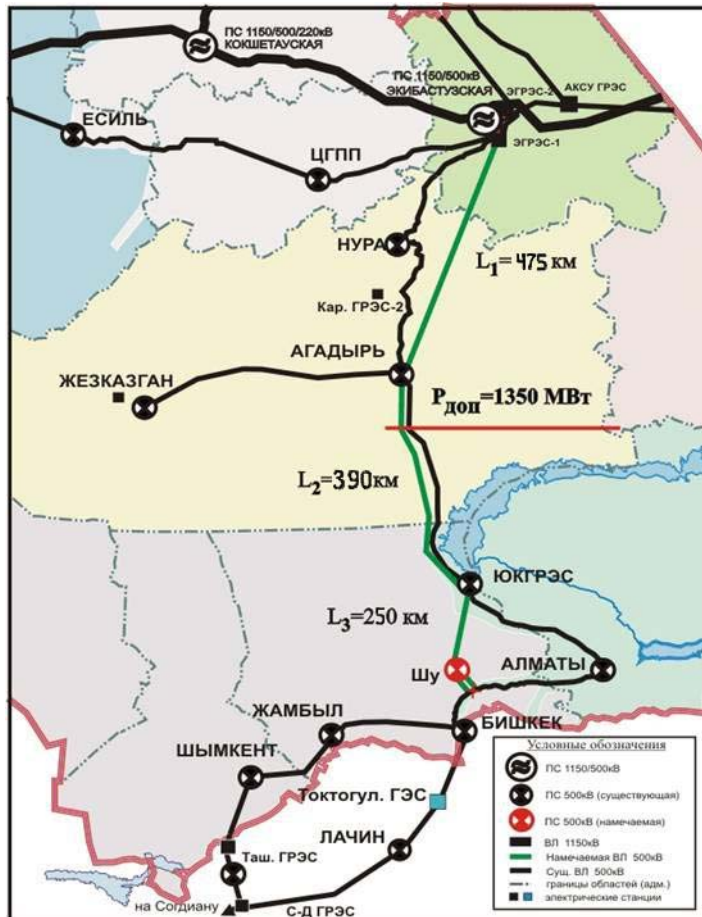 ПС 1150/500/220кВ
КОКШЕТАУСКАЯ
ПС 1150/500кВ
ЭКИБАСТУЗСКАЯ
ЭГРЭС-2
АКСУ ГРЭС
ЕСИЛЬ
ЦГПП
ЭГРЭС-1
НУРА
L1= 475 км
Кар. ГРЭС-2
АГАДЫРЬ
ЖЕЗКАЗГАН
Pдоп=1350 МВт
L2=390км
ЮКГРЭС
L3=250 км
Шу
АЛМАТЫ
ЖАМБЫЛ
БИШКЕК
ШЫМКЕНТ
Токтогул. ГЭС
ЛАЧИН
Таш. ГРЭС
на Согдиану
С-Д ГРЭС
Условные обозначения
ПС 1150/500кВ
ПС 500кВ (существующая)
ПС 500кВ (намечаемая)
ВЛ 1150кВ
Намечаемая ВЛ 500кВ
Сущ. ВЛ 500кВ
границы областей (адм.)
электрические станции